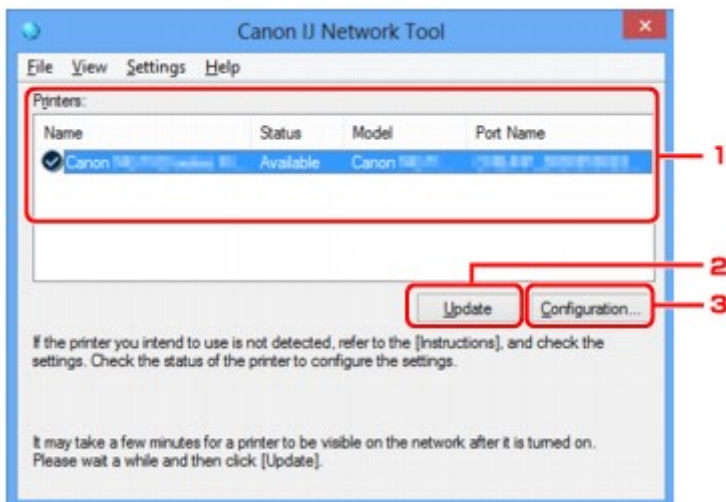 Canon IJ Network Tool
File View Settings Help
Printers:
Name Status Model Port Name
Canon Available Canon
1
2
3
Update Configuration...
If the printer you intend to use is not detected, refer to the [Instructions], and check the
settings. Check the status of the printer to configure the settings.
It may take a few minutes for a printer to be visible on the network after it is turned on.
Please wait a while and then click [Update].